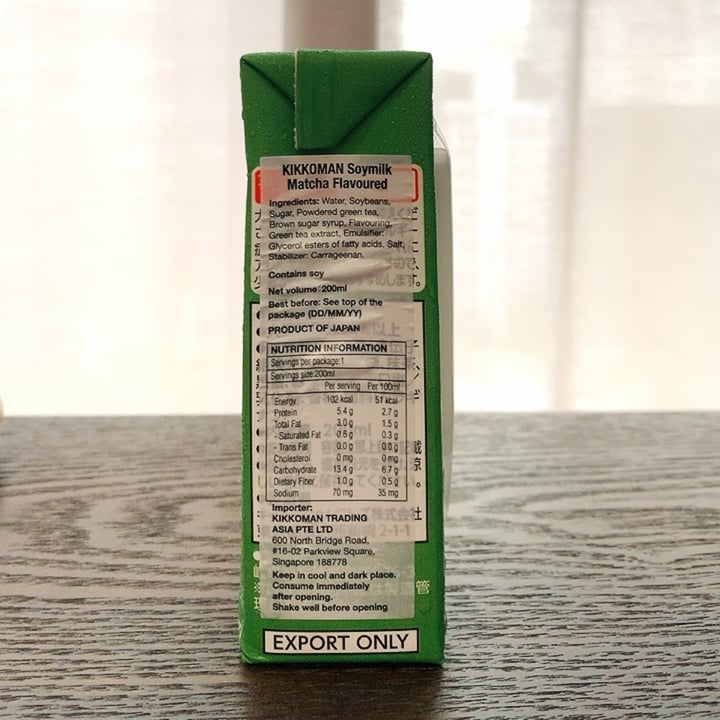 KIKKOMAN Soymilk
Matcha Flavoured
Ingredients: Water, Soybeans,
Sugar, Powdered green tea,
Brown sugar syrup, Flavouring,
Green tea extract, Emulsifier:
Glycerol esters of fatty acids, Salt,
Stabilizer: Carrageenan.
Contains soy
Net volume: 200ml
Best before: See top of the
package (DD/MM/YY)
PRODUCT OF JAPAN
NUTRITION INFORMATION
Servings per package:1
Servings size:200ml
Per serving Per 100ml
Energy 102 kcal 51 kcal
Protein 5.4 g 2.7 g
Total Fat 3.0 g 1.5 g
- Saturated Fat 0.6 g 0.3 g
- Trans Fat 0.0 g 0.0 g
Cholesterol 0 mg 0 mg
Carbohydrate 13.4 g 6.7 g
Dietary Fiber 1.0 g 0.5 g
Sodium 70 mg 35 mg
Importer:
KIKKOMAN TRADING
ASIA PTE LTD
600 North Bridge Road,
#16-02 Parkview Square,
Singapore 188778
Keep in cool and dark place.
Consume Immediately
after opening.
Shake well before opening
EXPORT ONLY